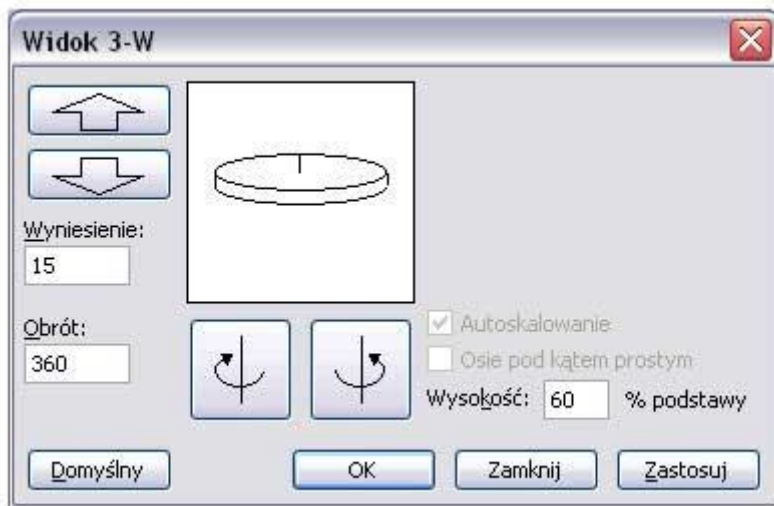 Widok 3-W
Wyniesienie:
15
Obrót:
360
Autoskalowanie
Osie pod kątem prostym
Wysokość: 60 % podstawy
Domyślny OK Zamknij Zastosuj